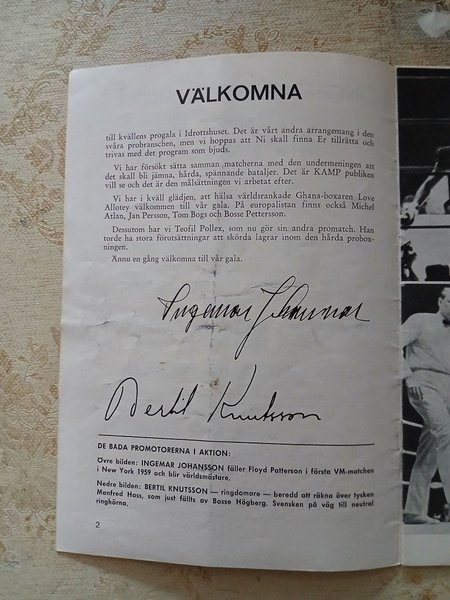 VÄLKOMNA
till kvällens progala i Idrottshuset. Det är vårt andra arrangemang i den
svåra probranschen, men vi hoppas att Ni skall finna Er tillrätta och
trivas med det program som bjuds.
Vi har försökt sätta samman matcherna med den undermeningen att
det skall bli jämna, hårda, spännande bataljer. Det är KAMP publiken
vill se och det är den målsättningen vi arbetat efter.
Vi har i kväll glädjen, att hälsa världsrankade Ghana-boxaren Love
Allotey välkommen till vår gala. På europalistan finns också Michel
Atlan, Jan Persson, Tom Bogs och Bosse Pettersson.
Dessutom har vi Teofil Pollex, som nu gör sin andra promatch. Han
torde ha stora förutsättningar att skörda lagrar inom den hårda probox-
ningen.
Ännu en gång välkomna till vår gala.
Ingemar Johansson
Bertil Knutsson
DE BÅDA PROMOTORERNA I AKTION:
Övre bilden: INGEMAR JOHANSSON fäller Floyd Patterson i första VM-matchen
i New York 1959 och blir världsmästare.
Nedre bilden: BERTIL KNUTSSON — ringdomare — beredd att räkna över tysken
Manfred Hass, som just fällts av Bosse Högberg. Svensken på väg till neutral
ringhörna.
2